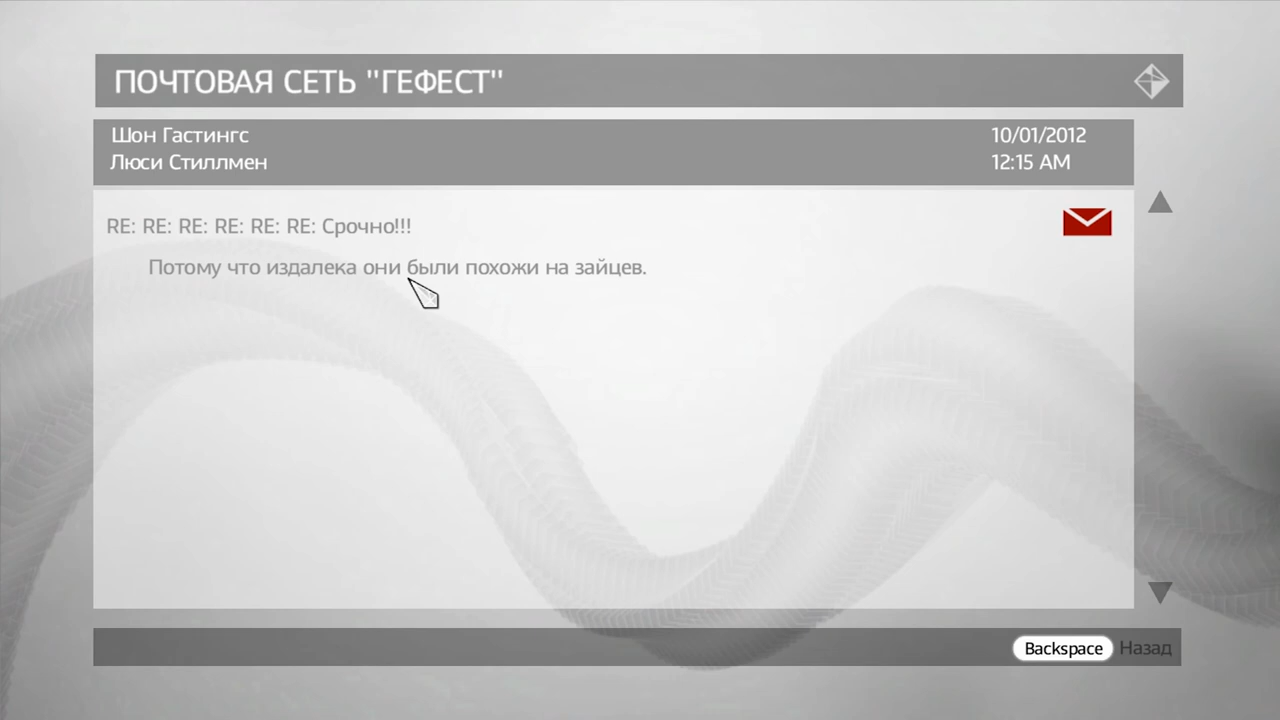 ПОЧТОВАЯ СЕТЬ "ГЕФЕСТ"
Шон Гастингс 10/01/2012
Люси Стиллмен 12:15 AM
RE: RE: RE: RE: RE: RE: Срочно!!!
Потому что издалека они были похожи на зайцев.
Backspace Назад